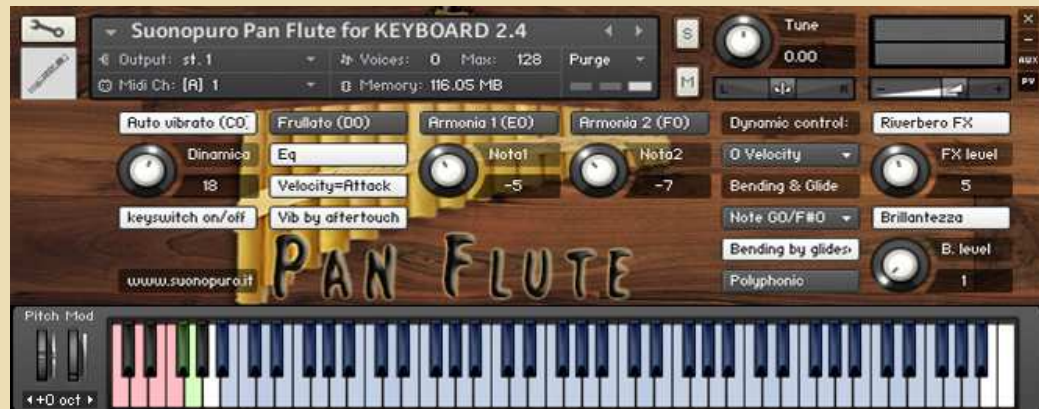 Suonopuro Pan Flute for KEYBOARD 2.4
S
Tune
0.00
Output: st. 1
Voices: 0 Max: 128
Purge
Midi Ch: [A] 1
Memory: 116.05 MB
M
L
R
- +
×
-
AUX
PV
Auto vibrato (C0)
Frullato (D0)
Armonia 1 (E0)
Armonia 2 (F0)
Dynamic control:
Riverbero FX
Dinamica
18
Eq
Nota1
-5
Nota2
-7
0 Velocity
FX level
5
Velocity=Attack
Bending & Glide
keyswitch on/off
Vib by aftertouch
Note G0/F#0
Brillantezza
PAN FLUTE
Bending by glides
B. level
1
www.suonopuro.it
Polyphonic
Pitch Mod
+0 oct